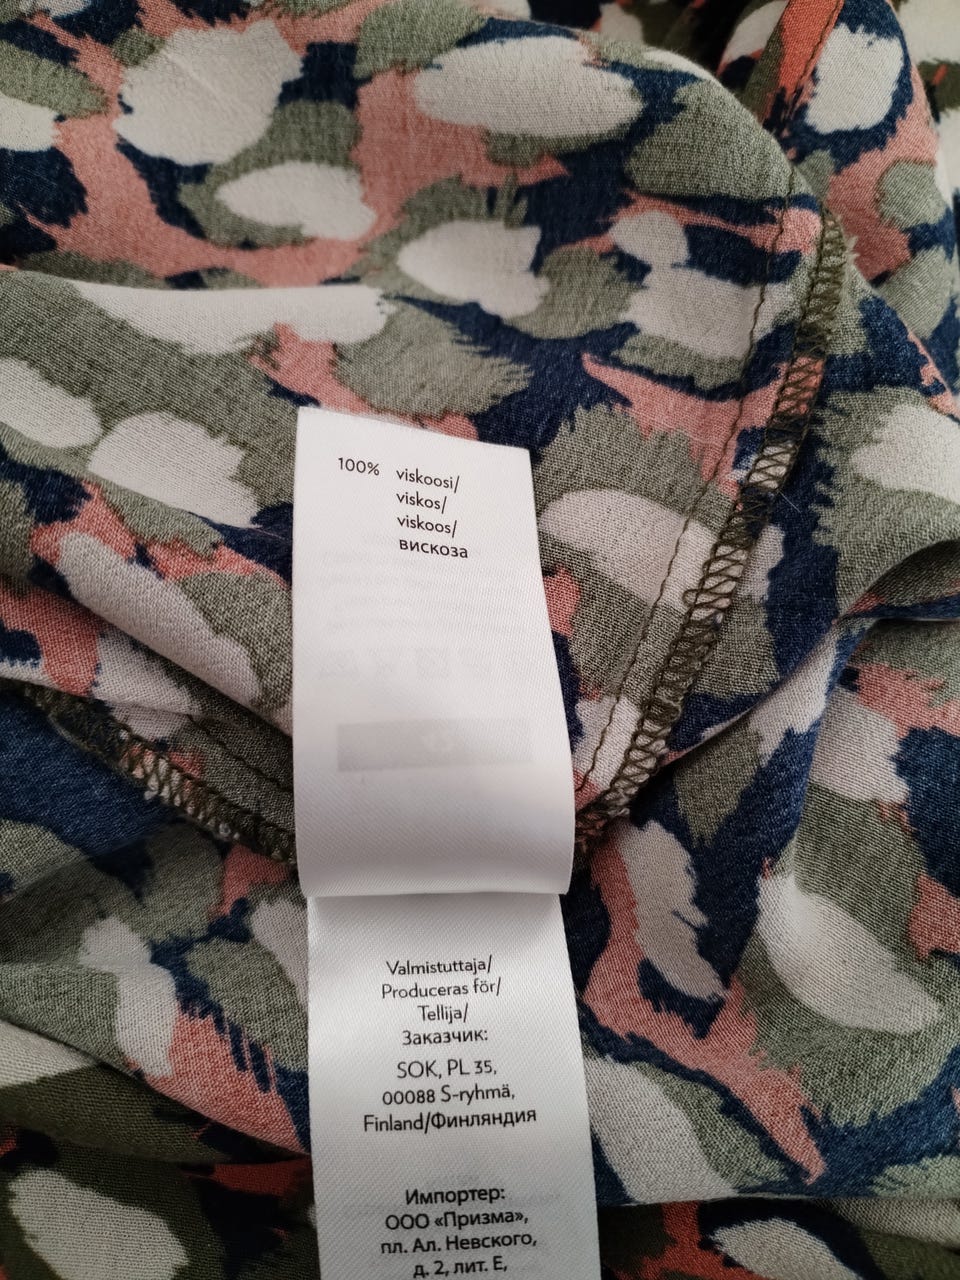 100% viskoosi/
viskos/
viskoos/
вискоза
Valmistuttaja/
Produceras för/
Tellija/
Заказчик:
SOK, PL 35,
00088 S-ryhmä,
Finland/Финляндия
Импортер:
ООО «Призма»,
пл. Ал. Невского,
д. 2, лит. Е,